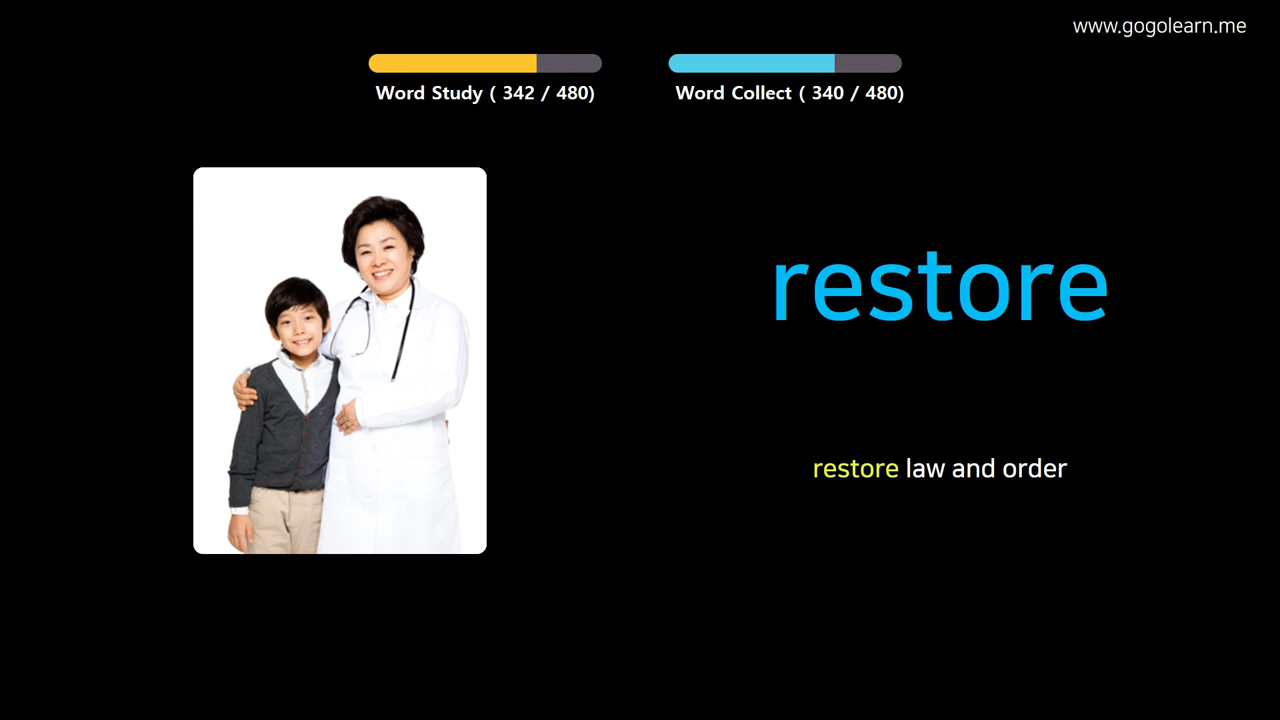 www.gogolearn.me
Word Study ( 342 / 480)
Word Collect ( 340 / 480)
restore
restore law and order